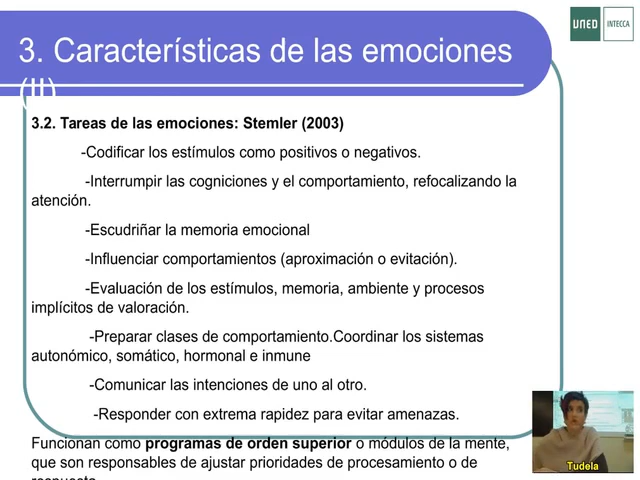 UNED INTECCA
3. Características de las emociones
(II)
3.2. Tareas de las emociones: Stemler (2003)
-Codificar los estímulos como positivos o negativos.
-Interrumpir las cogniciones y el comportamiento, refocalizando la
atención.
-Escudriñar la memoria emocional
-Influenciar comportamientos (aproximación o evitación).
-Evaluación de los estímulos, memoria, ambiente y procesos
implícitos de valoración.
-Preparar clases de comportamiento.Coordinar los sistemas
autonómico, somático, hormonal e inmune
-Comunicar las intenciones de uno al otro.
-Responder con extrema rapidez para evitar amenazas.
Funcionan como programas de orden superior o módulos de la mente,
que son responsables de ajustar prioridades de procesamiento o de
Tudela